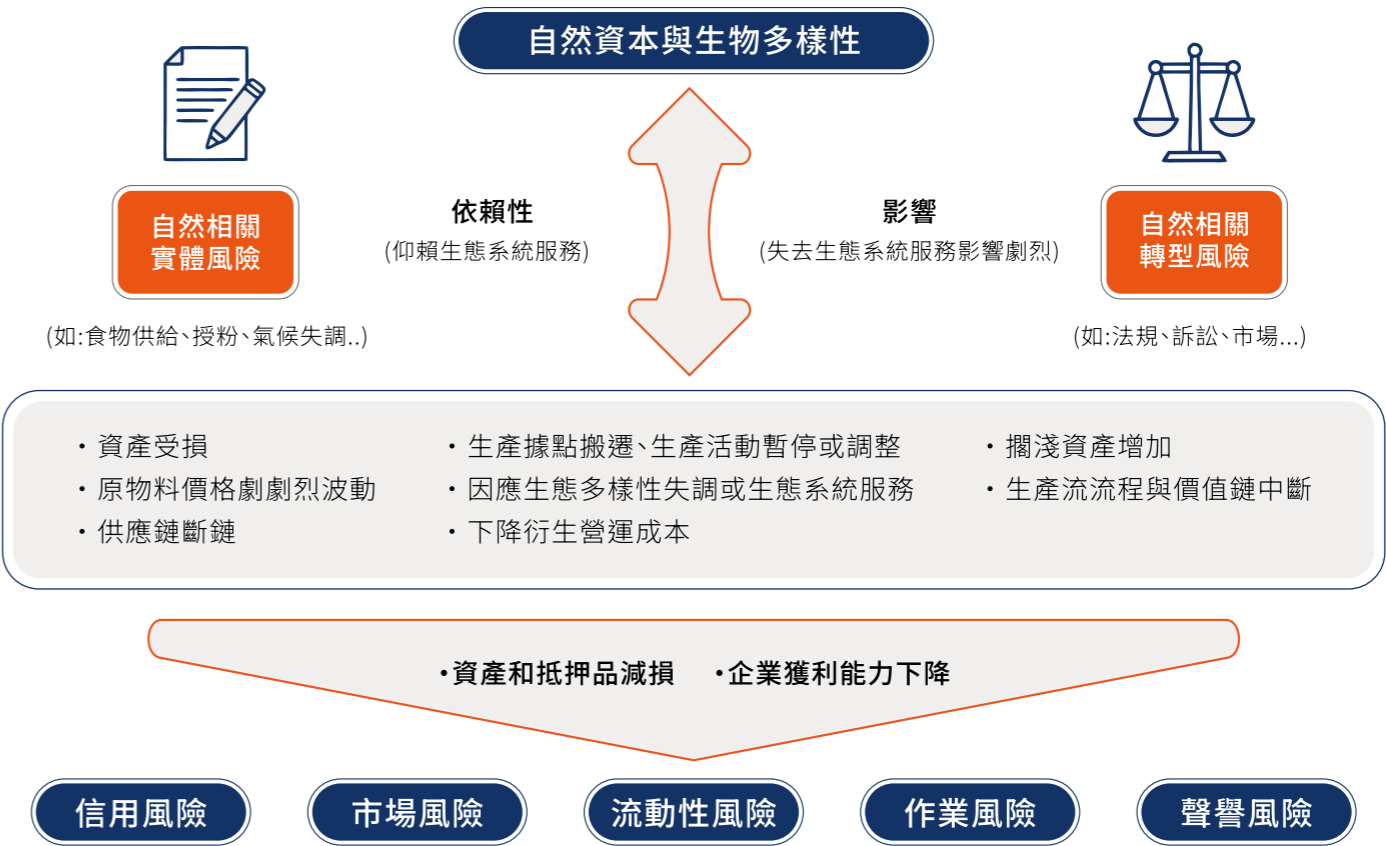 自然資本與生物多樣性
自然相關
實體風險
(如:食物供給、授粉、氣候失調..)
依賴性
(仰賴生態系統服務)
影響
(失去生態系統服務影響劇烈)
自然相關
轉型風險
(如:法規、訴訟、市場...)
・資產受損
・原物料價格劇劇烈波動
・供應鏈斷鏈
・生產據點搬遷、生產活動暫停或調整
・因應生態多樣性失調或生態系統服務
・下降衍生營運成本
・擱淺資產增加
・生產流流程與價值鏈中斷
・資產和抵押品減損
・企業獲利能力下降
信用風險
市場風險
流動性風險
作業風險
聲譽風險